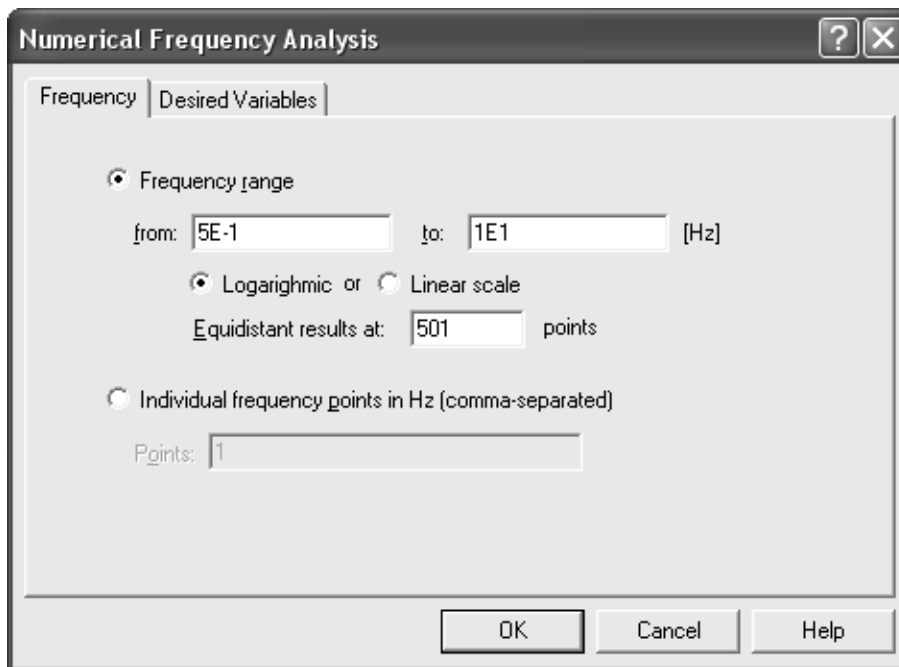 Numerical Frequency Analysis
Frequency Desired Variables
Frequency range
from: 5E-1 to: 1E1 [Hz]
Logarighmic or Linear scale
Equidistant results at: 501 points
Individual frequency points in Hz (comma-separated)
Points: 1
OK Cancel Help